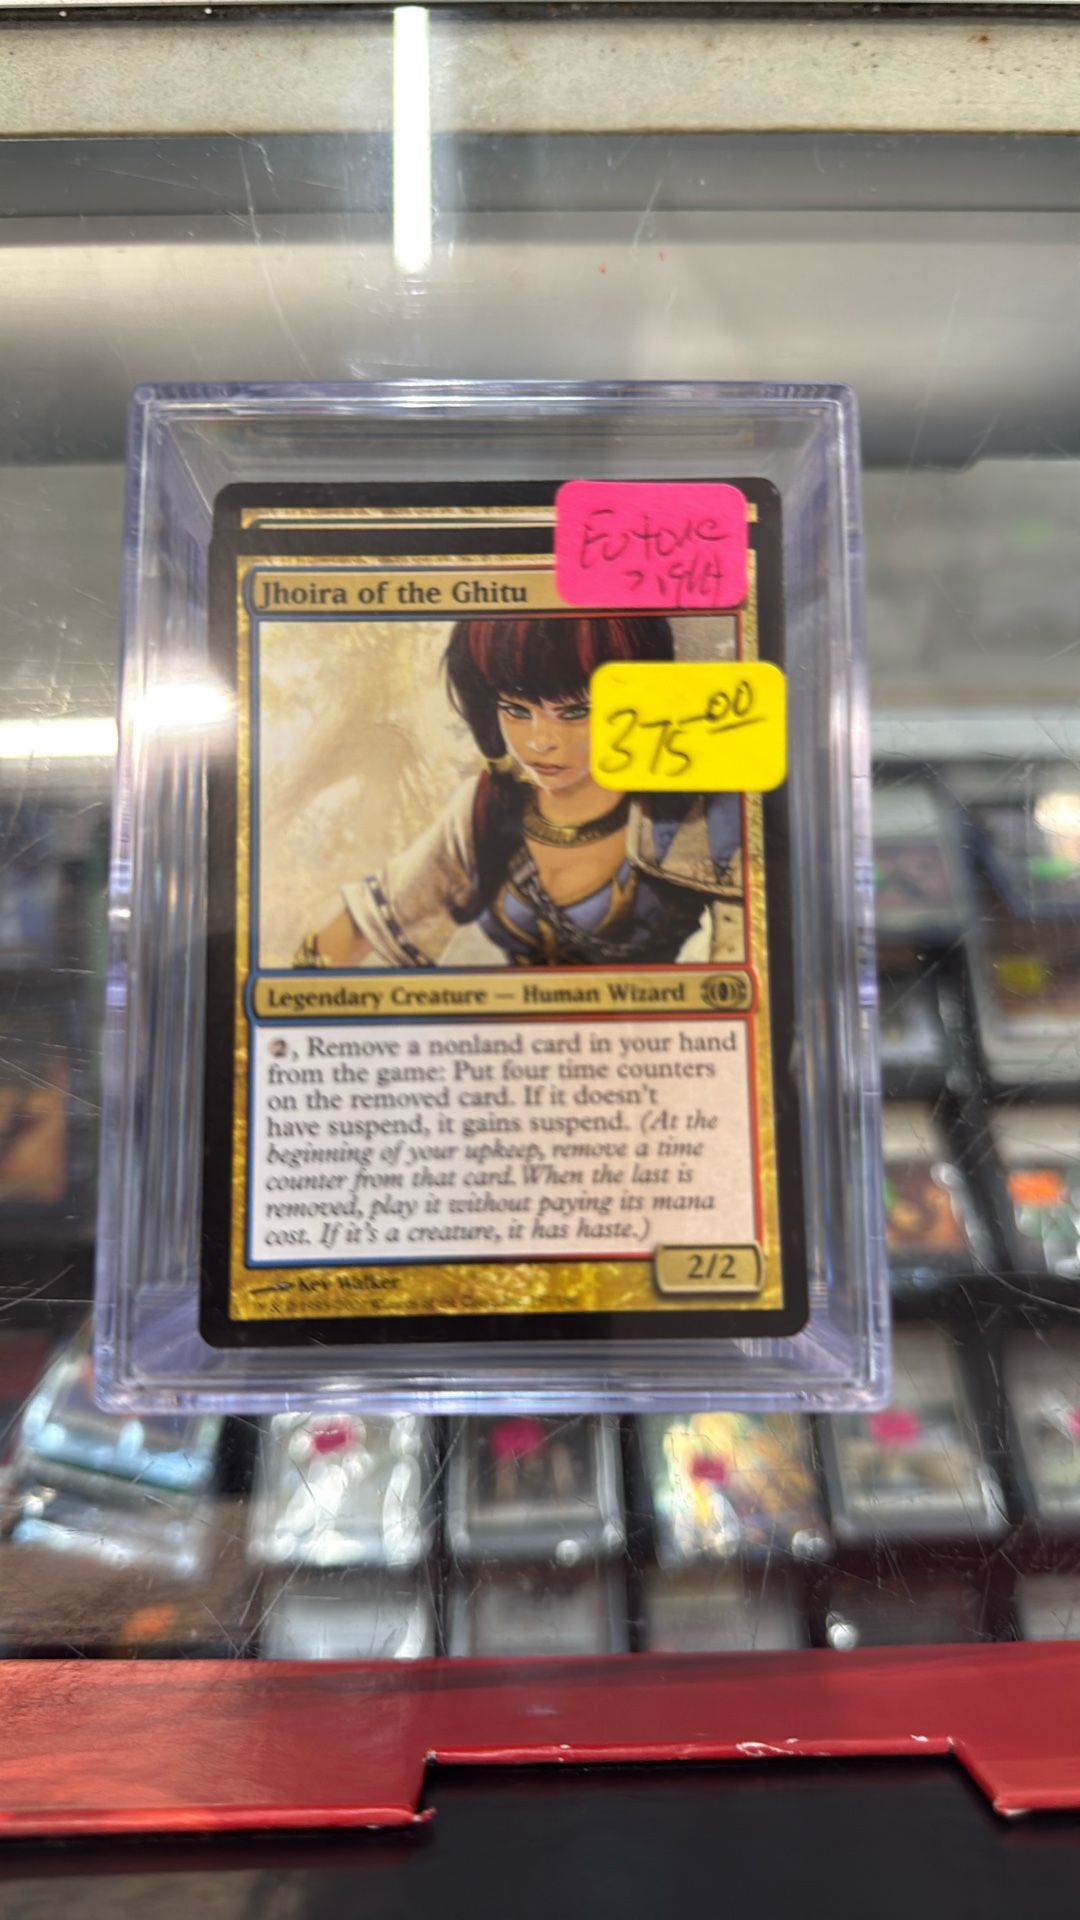 Future
sight
Jhoira of the Ghitu
375.00
Legendary Creature — Human Wizard
2, Remove a nonland card in your hand
from the game: Put four time counters
on the removed card. If it doesn't
have suspend, it gains suspend. (At the
beginning of your upkeep, remove a time
counter from that card. When the last is
removed, play it without paying its mana
cost. If it's a creature, it has haste.)
2/2
Kev Walker